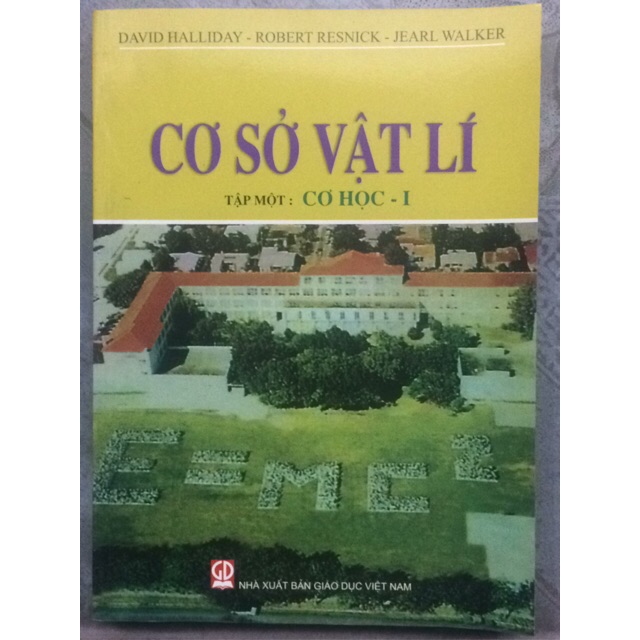 DAVID HALLIDAY - ROBERT RESNICK - JEARL WALKER
CƠ SỞ VẬT LÍ
TẬP MỘT : CƠ HỌC - I
E=MC²
GD
NHÀ XUẤT BẢN GIÁO DỤC VIỆT NAM